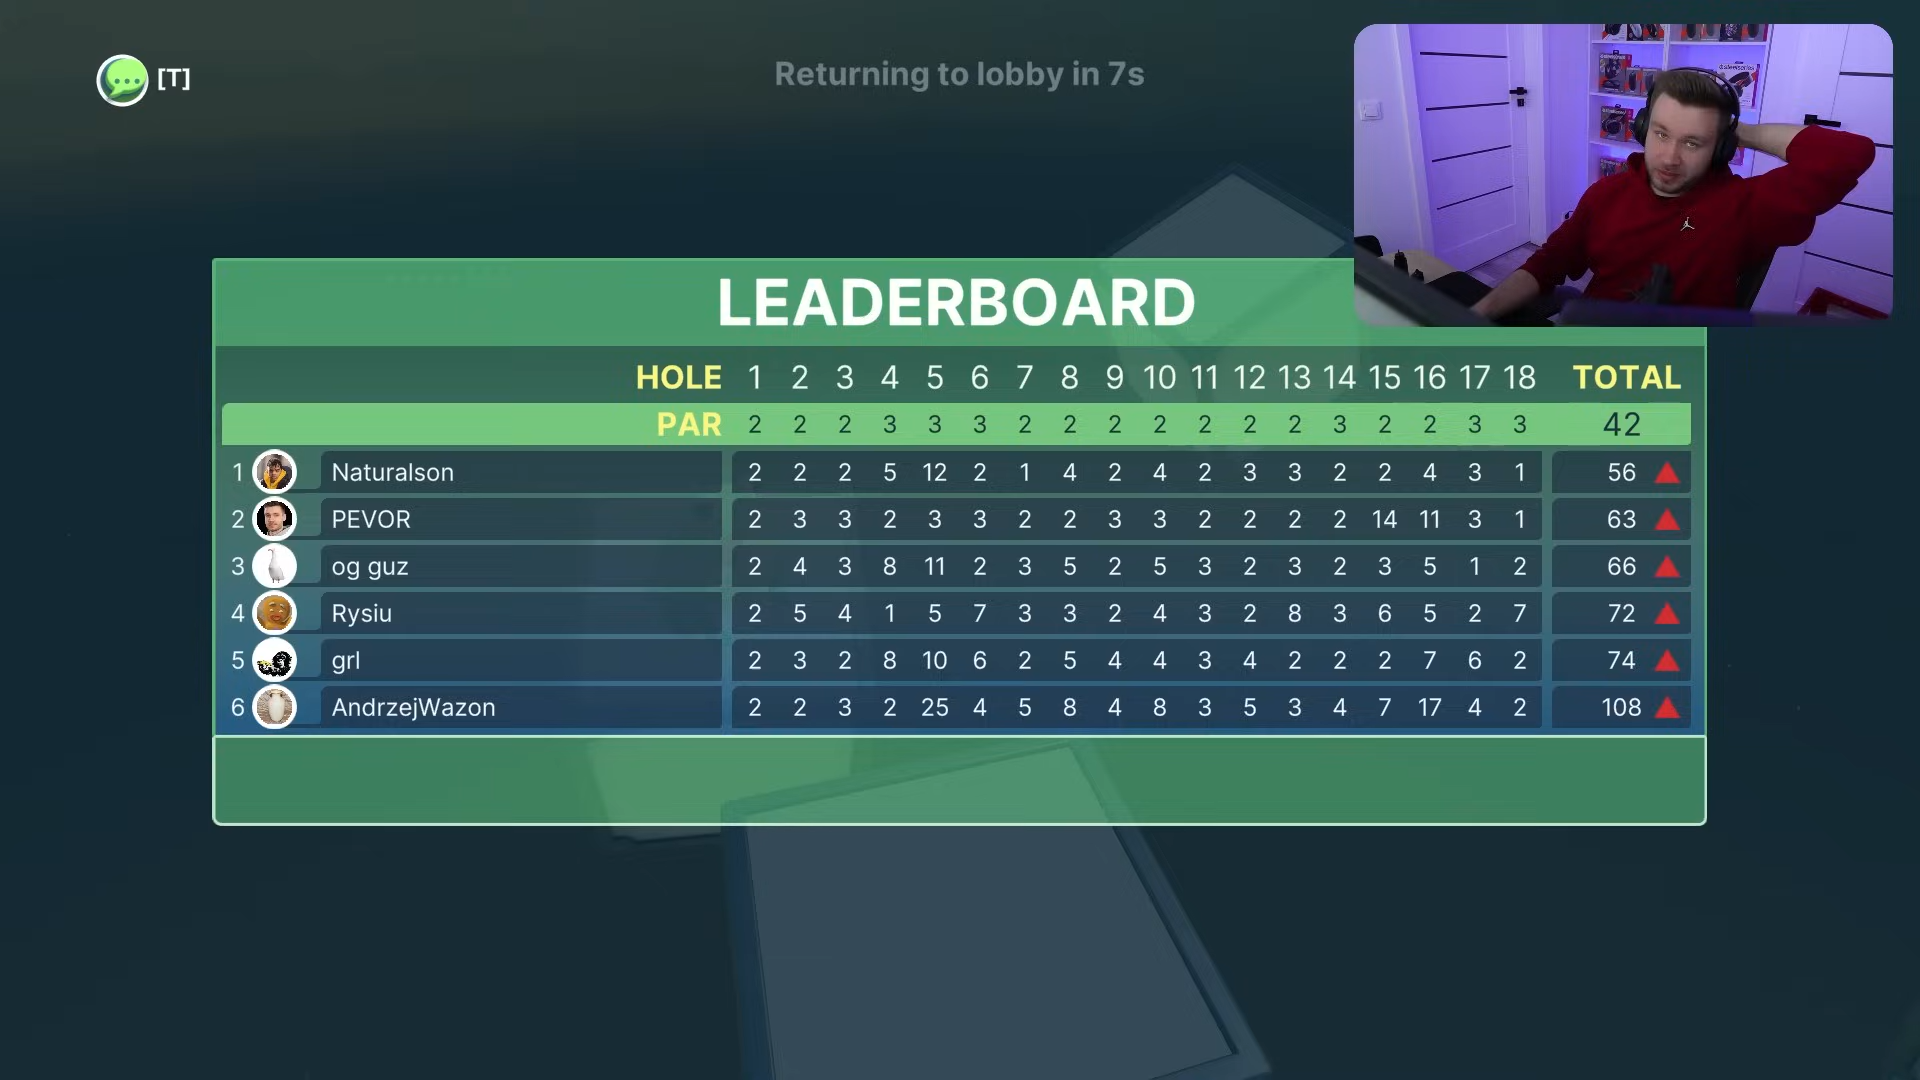 [T]
Returning to lobby in 7s
steelseries
LEADERBOARD
HOLE 1 2 3 4 5 6 7 8 9 10 11 12 13 14 15 16 17 18 TOTAL
PAR 2 2 2 3 3 3 2 2 2 2 2 2 2 3 2 2 3 3 42
1 Naturalson 2 2 2 5 12 2 1 4 2 4 2 3 3 2 2 4 3 1 56
2 PEVOR 2 3 3 2 3 3 2 2 3 3 2 2 2 2 14 11 3 1 63
3 og guz 2 4 3 8 11 2 3 5 2 5 3 2 3 2 3 5 1 2 66
4 Rysiu 2 5 4 1 5 7 3 3 2 4 3 2 8 3 6 5 2 7 72
5 grl 2 3 2 8 10 6 2 5 4 4 3 4 2 2 2 7 6 2 74
6 AndrzejWazon 2 2 3 2 25 4 5 8 4 8 3 5 3 4 7 17 4 2 108